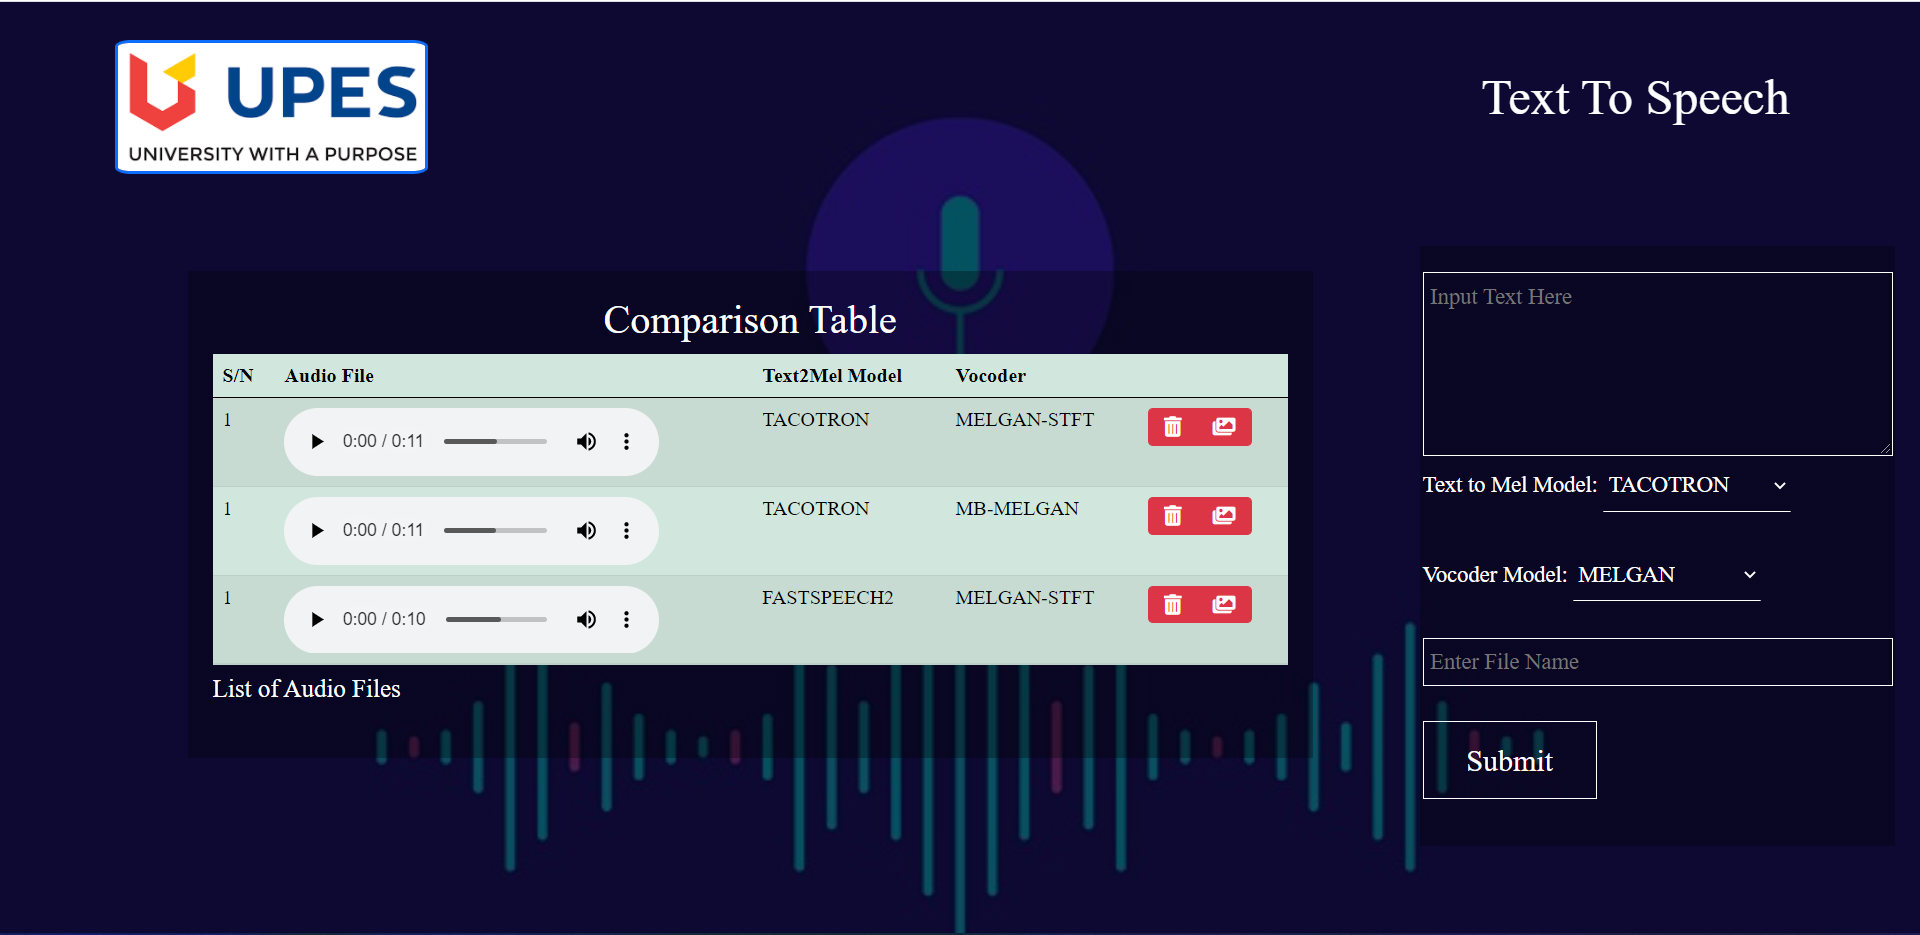 UPES
UNIVERSITY WITH A PURPOSE
Text To Speech
Comparison Table
S/N Audio File Text2Mel Model Vocoder
1 0:00 / 0:11 TACOTRON MELGAN-STFT
1 0:00 / 0:11 TACOTRON MB-MELGAN
1 0:00 / 0:10 FASTSPEECH2 MELGAN-STFT
List of Audio Files
Input Text Here
Text to Mel Model: TACOTRON
Vocoder Model: MELGAN
Enter File Name
Submit